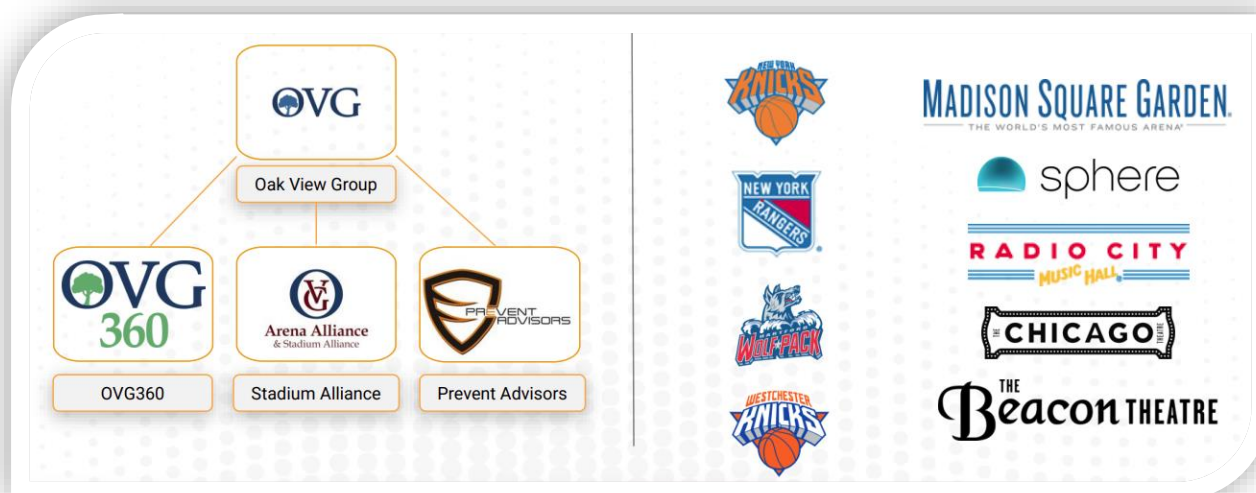 OVG
Oak View Group
OVG
360
OVG360
OVG
Arena Alliance
& Stadium Alliance
Stadium Alliance
PREVENT
ADVISORS
Prevent Advisors
NEW YORK
KNICKS
NEW YORK
RANGERS
WOLF PACK
WESTCHESTER
KNICKS
MADISON SQUARE GARDEN®
THE WORLD'S MOST FAMOUS ARENA®
sphere
RADIO CITY
MUSIC HALL®
THE CHICAGO THEATRE
THE
Beacon THEATRE